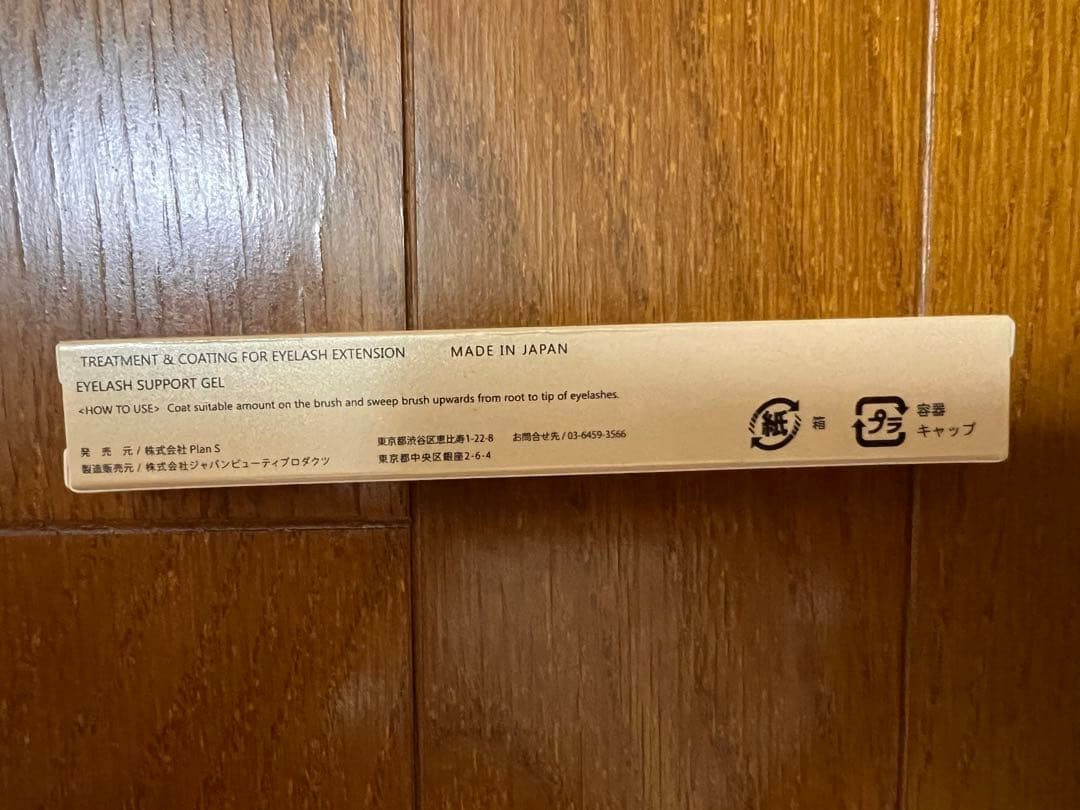 TREATMENT & COATING FOR EYELASH EXTENSION MADE IN JAPAN
EYELASH SUPPORT GEL
<HOW TO USE> Coat suitable amount on the brush and sweep brush upwards from root to tip of eyelashes.
発 売 元 / 株式会社 Plan S 東京都渋谷区恵比寿1-22-8 お問合せ先 / 03-6459-3566
製造販売元 / 株式会社ジャパンビューティプロダクツ 東京都中央区銀座2-6-4
紙 箱
プラ 容器
キャップ